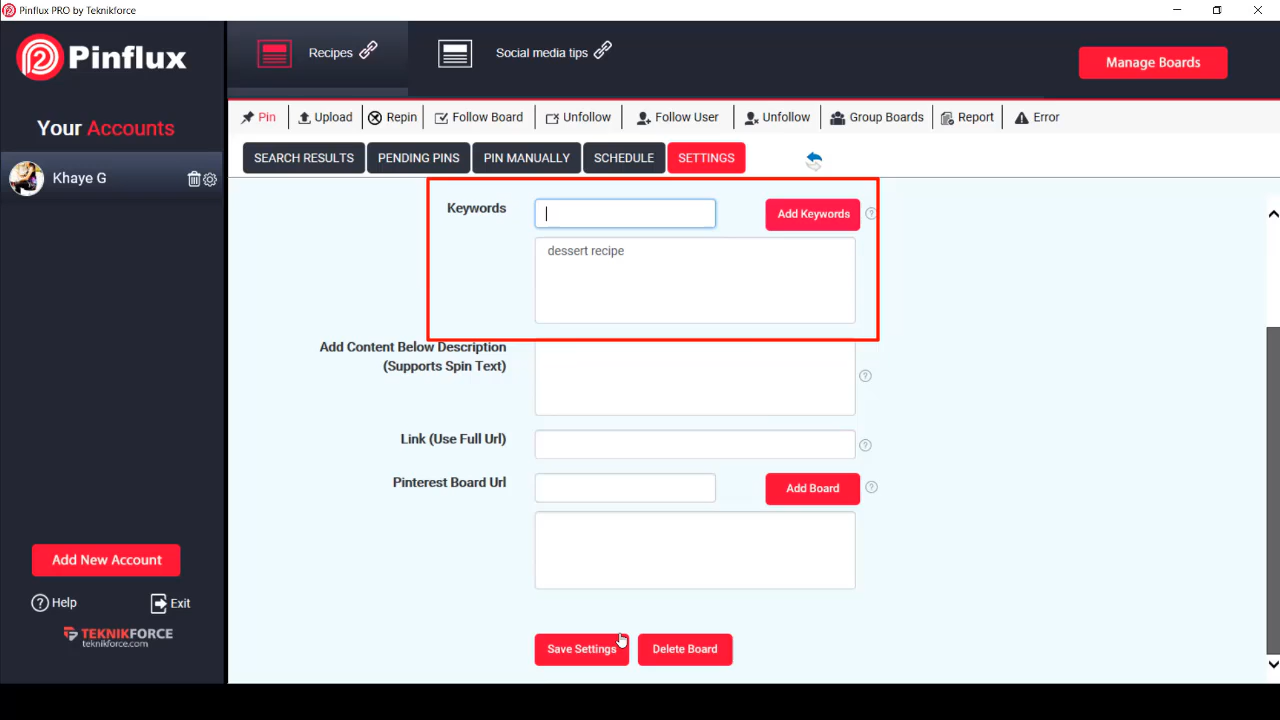 Pinflux PRO by Teknikforce
Pinflux
Recipes
Social media tips
Manage Boards
Your Accounts
Khaye G
Pin
Upload
Repin
Follow Board
Unfollow
Follow User
Unfollow
Group Boards
Report
Error
SEARCH RESULTS
PENDING PINS
PIN MANUALLY
SCHEDULE
SETTINGS
Keywords
Add Keywords
dessert recipe
Add Content Below Description
(Supports Spin Text)
Link (Use Full Url)
Pinterest Board Url
Add Board
Save Settings
Delete Board
Add New Account
Help
Exit
TEKNIKFORCE
teknikforce.com